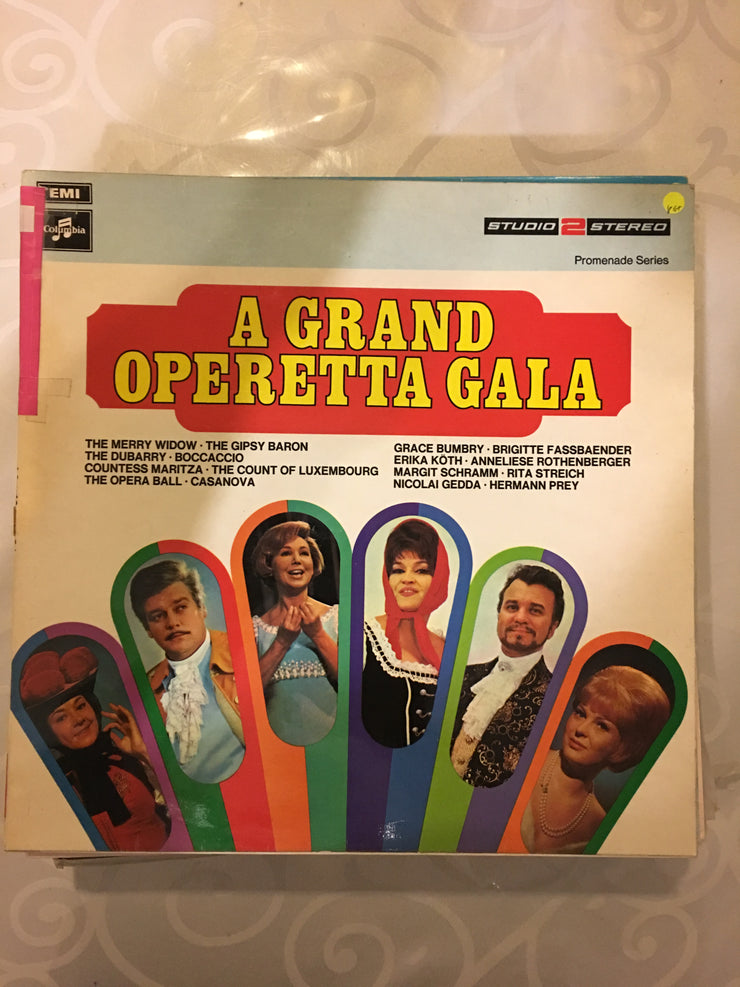 EMI
Columbia
STUDIO 2 STEREO
Promenade Series
A GRAND
OPERETTA GALA
THE MERRY WIDOW · THE GIPSY BARON
THE DUBARRY · BOCCACCIO
COUNTESS MARITZA · THE COUNT OF LUXEMBOURG
THE OPERA BALL · CASANOVA
GRACE BUMBRY · BRIGITTE FASSBAENDER
ERIKA KÖTH · ANNELIESE ROTHENBERGER
MARGIT SCHRAMM · RITA STREICH
NICOLAI GEDDA · HERMANN PREY